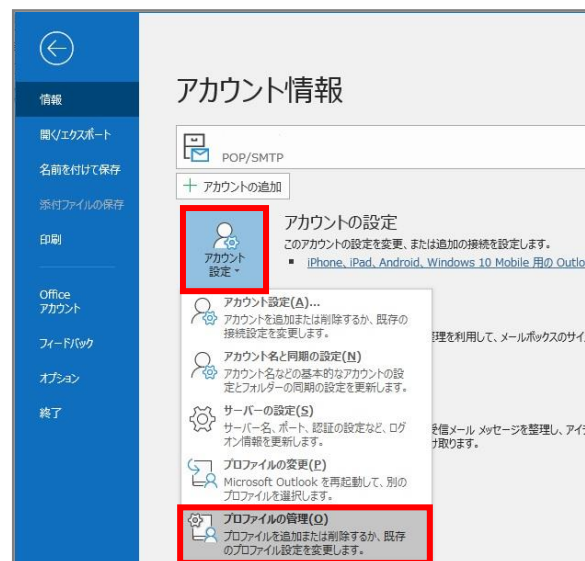 情報
開く/エクスポート
名前を付けて保存
添付ファイルの保存
印刷
Office
アカウント
フィードバック
オプション
終了
アカウント情報
POP/SMTP
+ アカウントの追加
アカウント
設定
アカウントの設定
このアカウントの設定を変更、または追加の接続を設定します。
iPhone、iPad、Android、Windows 10 Mobile 用の Outlo
アカウント設定(A)...
アカウントを追加または削除するか、既存の
接続設定を変更します。
理を利用して、メールボックスのサイ
アカウント名と同期の設定(N)
アカウント名などの基本的なアカウントの設
定とフォルダーの同期の設定を更新します。
サーバーの設定(S)
サーバー名、ポート、認証の設定など、ログ
オン情報を更新します。
受信メール メッセージを整理し、アイ
け取ります。
プロファイルの変更(P)
Microsoft Outlook を再起動して、別の
プロファイルを選択します。
プロファイルの管理(O)
プロファイルを追加または削除するか、既存
のプロファイル設定を変更します。